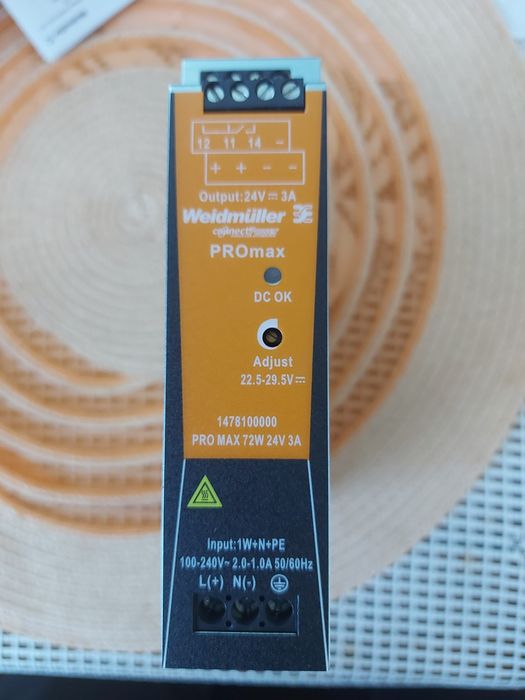 12 11 14 –
+ + – –
Output:24V⎓ 3A
Weidmüller
connectPower
PROmax
DC OK
Adjust
22.5-29.5V⎓
1478100000
PRO MAX 72W 24V 3A
Input:1W+N+PE
100-240V~ 2.0-1.0A 50/60Hz
L(+) N(-)